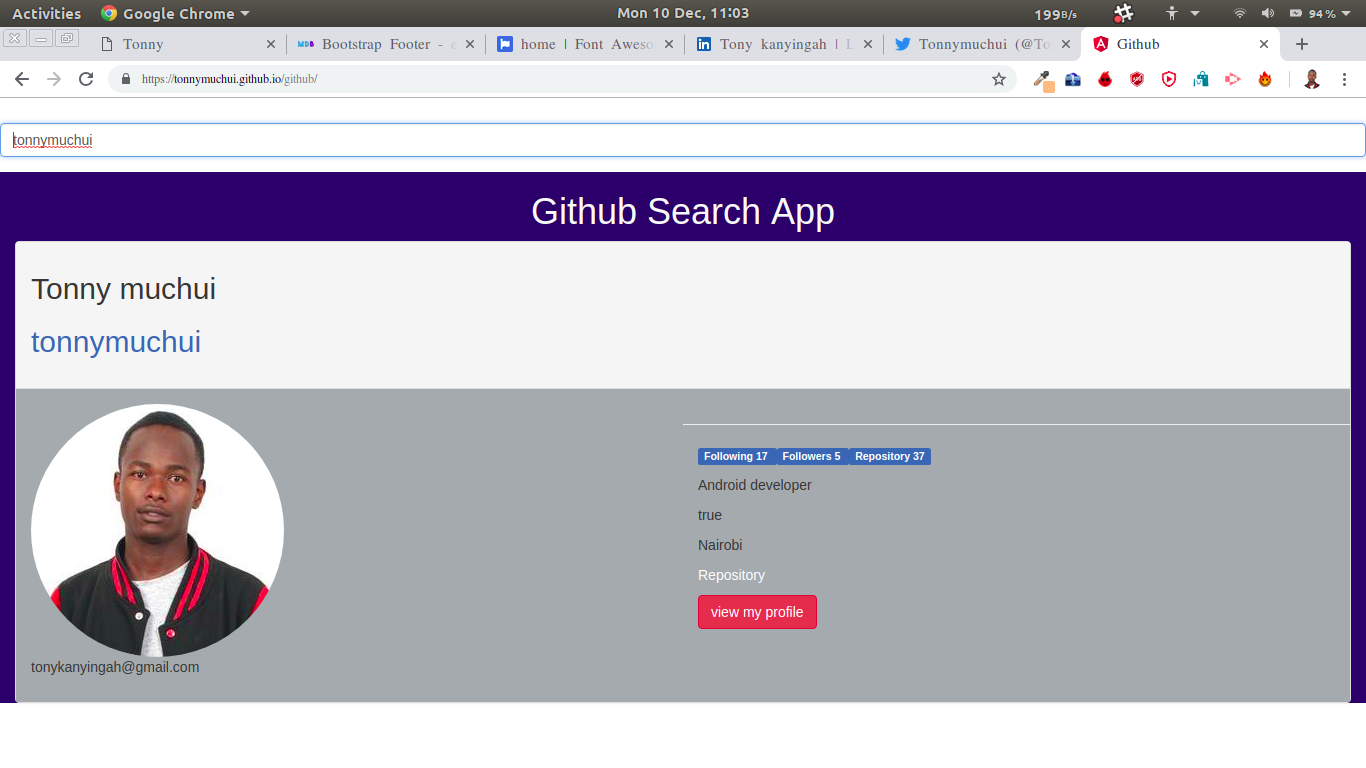 Activities Google Chrome Mon 10 Dec, 11:03 199B/s 94%
Tonny MDB Bootstrap Footer - home | Font Aweso Tony kanyingah | L Tonnymuchui (@To Github
https://tonnymuchui.github.io/github/
tonnymuchui
Github Search App
Tonny muchui
tonnymuchui
Following 17 Followers 5 Repository 37
Android developer
true
Nairobi
Repository
view my profile
tonykanyingah@gmail.com